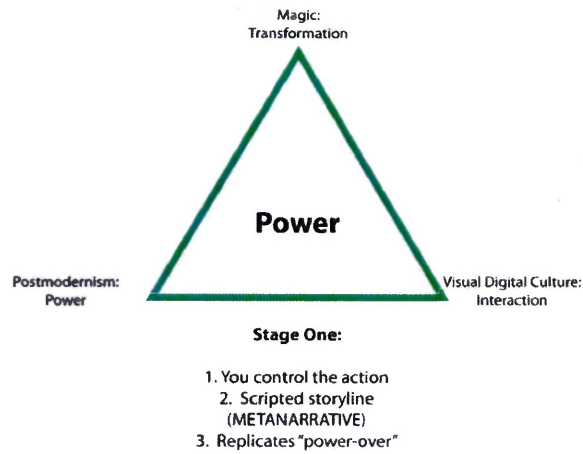 Magic:
Transformation
Power
Postmodernism:
Power
Visual Digital Culture:
Interaction
Stage One:
1. You control the action
2. Scripted storyline
(METANARRATIVE)
3. Replicates "power-over"